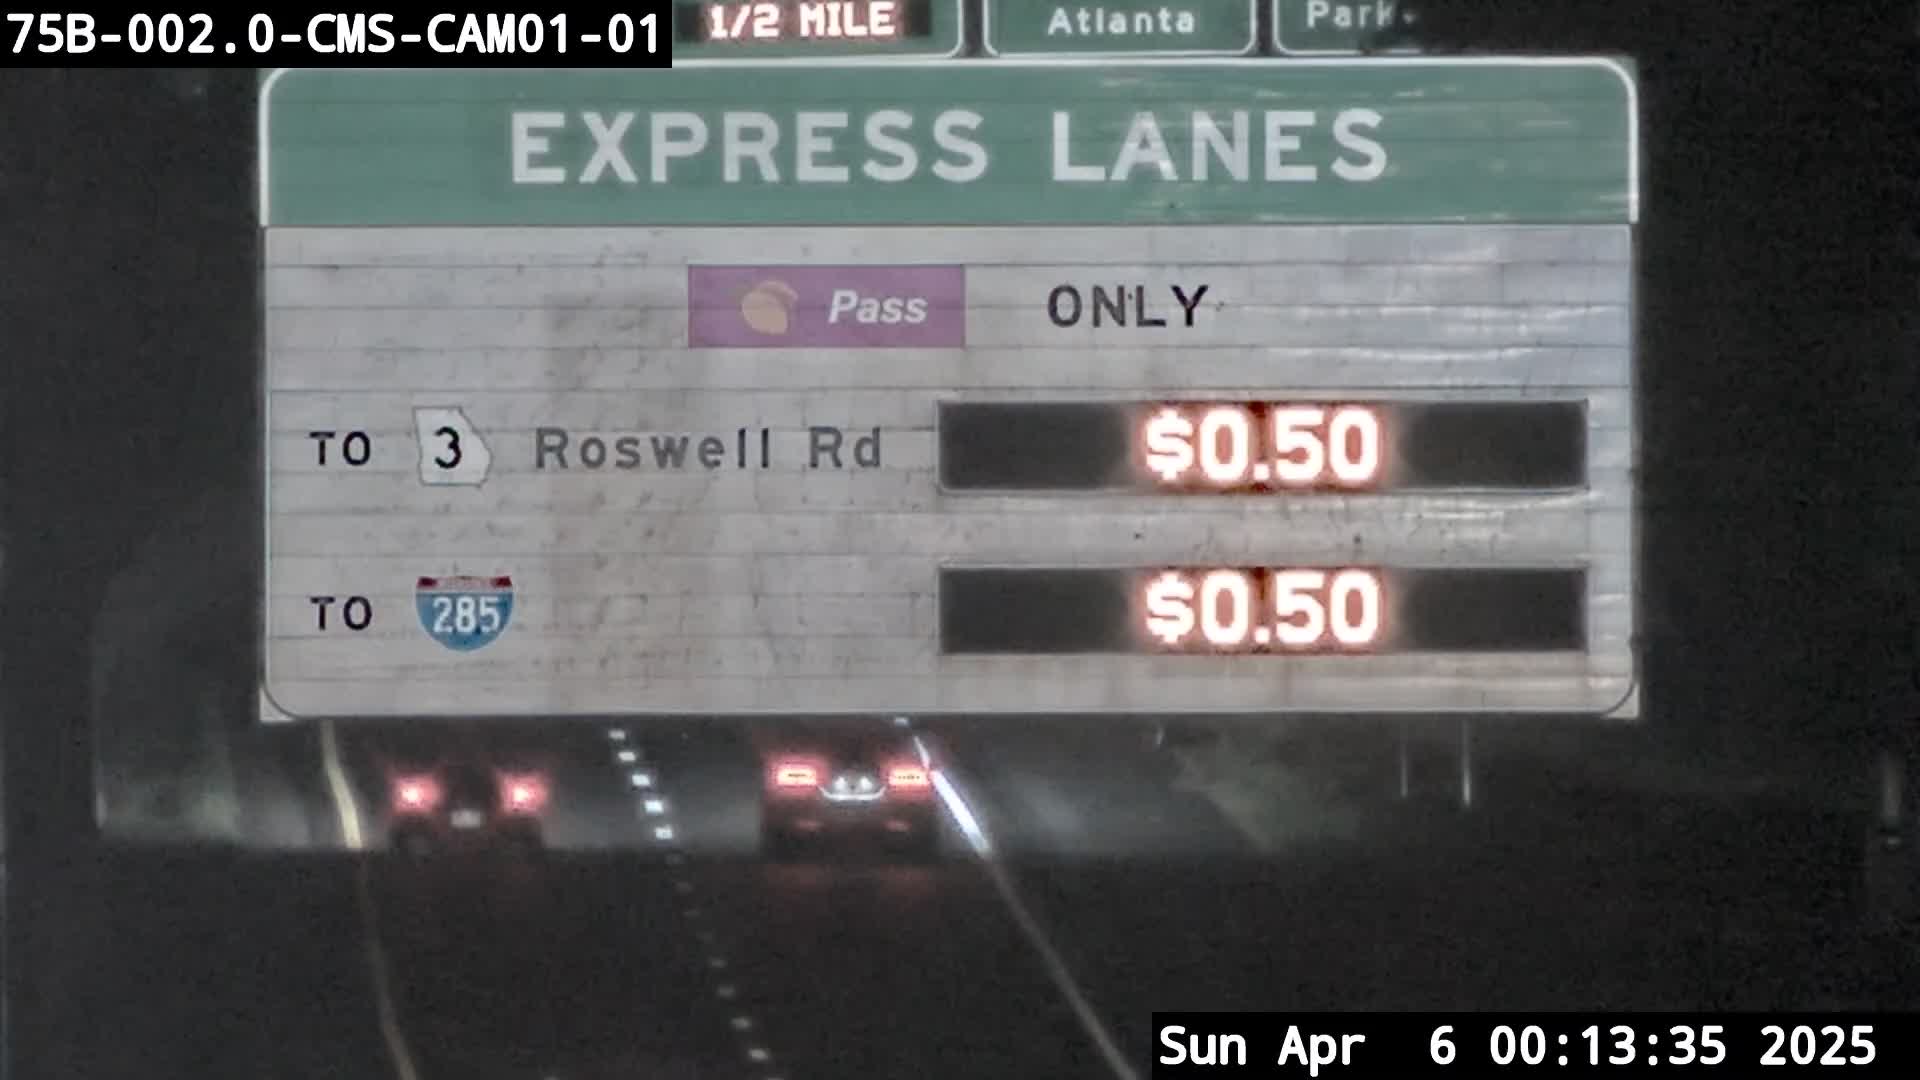 75B-002.0-CMS-CAM01-01
1/2 MILE
Atlanta
Park
EXPRESS LANES
Pass ONLY
TO 3 Roswell Rd $0.50
TO 285 $0.50
Sun Apr 6 00:13:35 2025